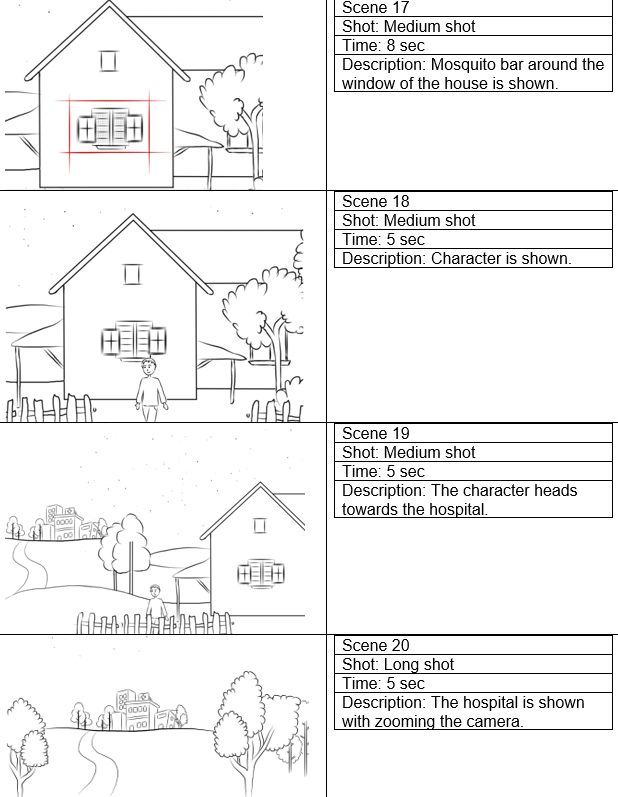 Scene 17
Shot: Medium shot
Time: 8 sec
Description: Mosquito bar around the
window of the house is shown.
Scene 18
Shot: Medium shot
Time: 5 sec
Description: Character is shown.
Scene 19
Shot: Medium shot
Time: 5 sec
Description: The character heads
towards the hospital.
Scene 20
Shot: Long shot
Time: 5 sec
Description: The hospital is shown
with zooming the camera.